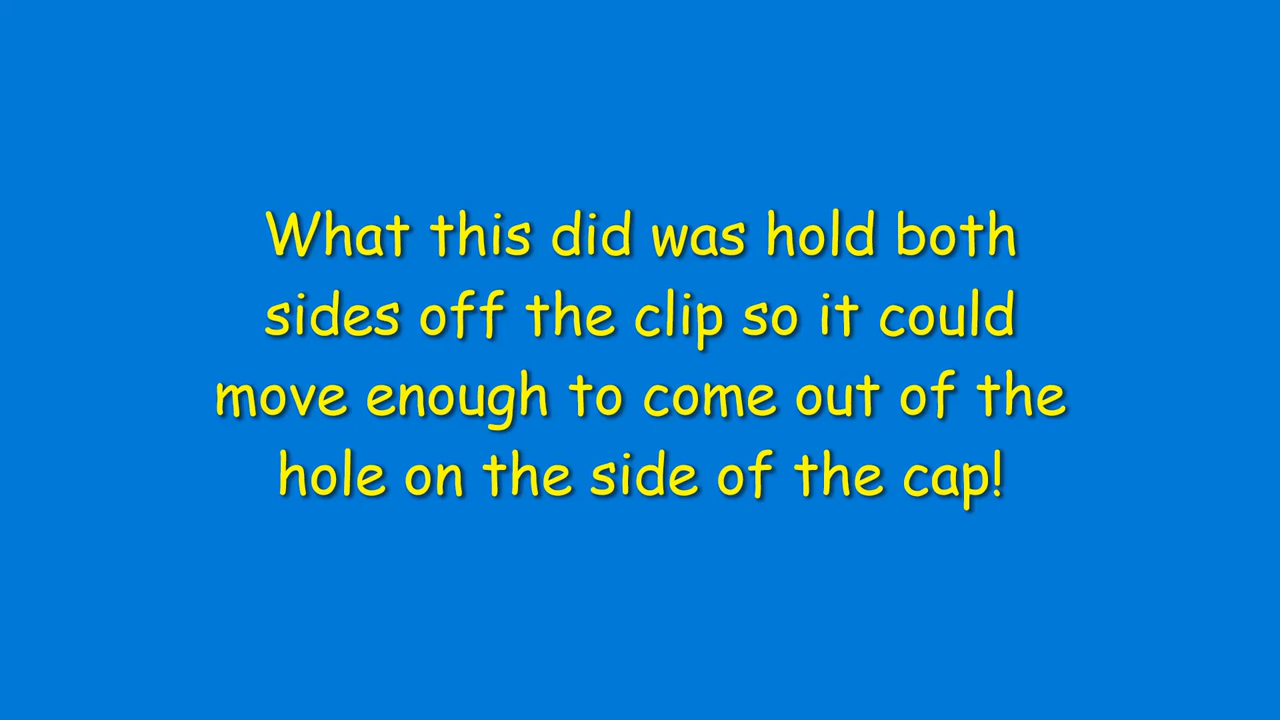 What this did was hold both
sides off the clip so it could
move enough to come out of the
hole on the side of the cap!